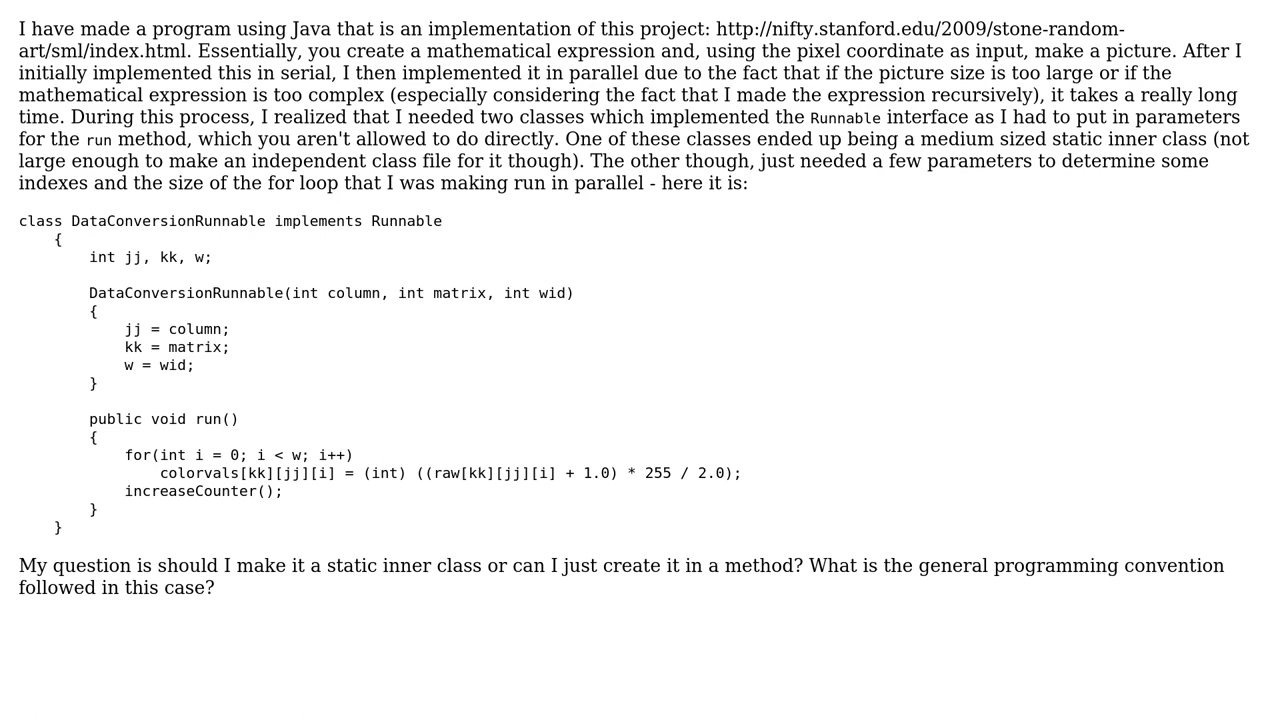 I have made a program using Java that is an implementation of this project: http://nifty.stanford.edu/2009/stone-random-
art/sml/index.html. Essentially, you create a mathematical expression and, using the pixel coordinate as input, make a picture. After I
initially implemented this in serial, I then implemented it in parallel due to the fact that if the picture size is too large or if the
mathematical expression is too complex (especially considering the fact that I made the expression recursively), it takes a really long
time. During this process, I realized that I needed two classes which implemented the Runnable interface as I had to put in parameters
for the run method, which you aren't allowed to do directly. One of these classes ended up being a medium sized static inner class (not
large enough to make an independent class file for it though). The other though, just needed a few parameters to determine some
indexes and the size of the for loop that I was making run in parallel - here it is:
class DataConversionRunnable implements Runnable
    {
        int jj, kk, w;
        DataConversionRunnable(int column, int matrix, int wid)
        {
            jj = column;
            kk = matrix;
            w = wid;
        }
        public void run()
        {
            for(int i = 0; i < w; i++)
                colorvals[kk][jj][i] = (int) ((raw[kk][jj][i] + 1.0) * 255 / 2.0);
            increaseCounter();
        }
    }
My question is should I make it a static inner class or can I just create it in a method? What is the general programming convention
followed in this case?